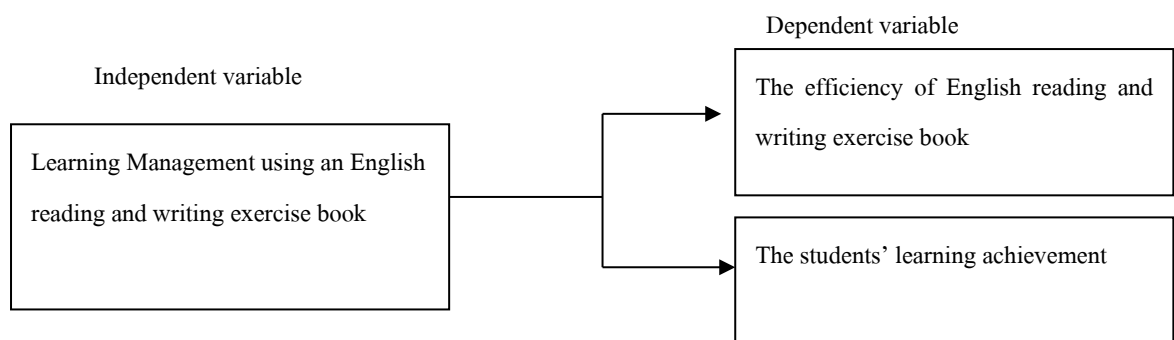 Independent variable
Learning Management using an English
reading and writing exercise book
Dependent variable
The efficiency of English reading and
writing exercise book
The students’ learning achievement